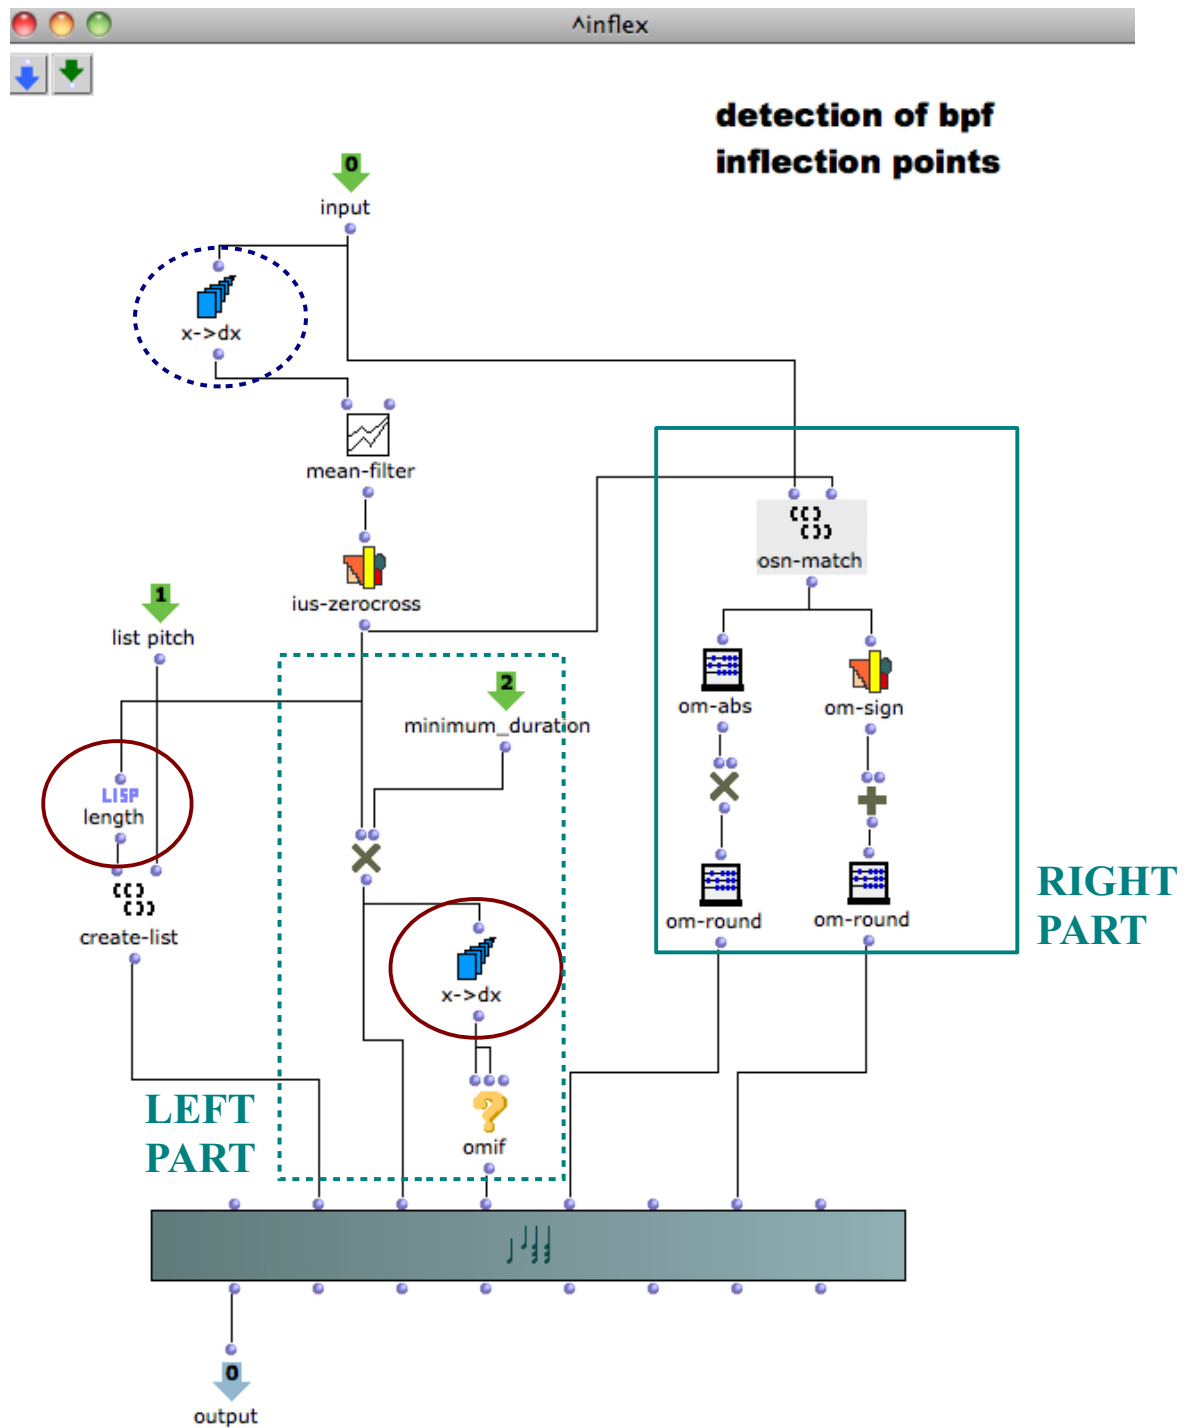 ^inflex
detection of bpf
inflection points
0
input
x->dx
mean-filter
osn-match
ius-zerocross
1
list pitch
2
minimum_duration
om-abs
om-sign
LISP
length
om-round
om-round
RIGHT
PART
create-list
x->dx
LEFT
PART
omif
0
output